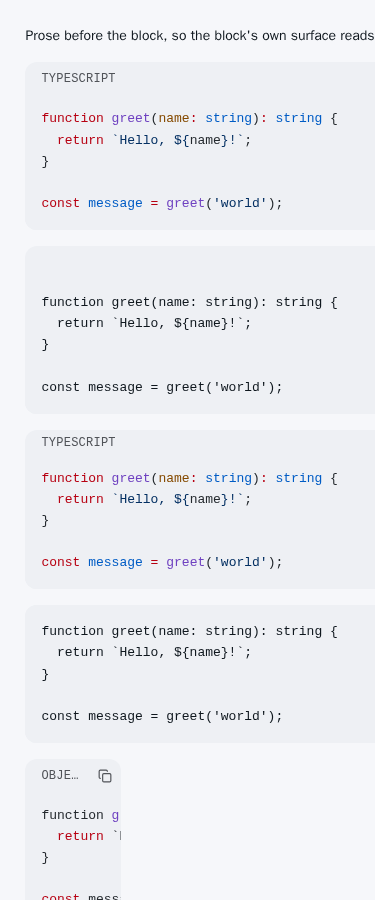 Prose before the block, so the block's own surface reads
TYPESCRIPT
function greet(name: string): string {
  return `Hello, ${name}!`;
}
const message = greet('world');
function greet(name: string): string {
  return `Hello, ${name}!`;
}
const message = greet('world');
TYPESCRIPT
function greet(name: string): string {
  return `Hello, ${name}!`;
}
const message = greet('world');
function greet(name: string): string {
  return `Hello, ${name}!`;
}
const message = greet('world');
OBJE…
function g
  return `
}
const mess